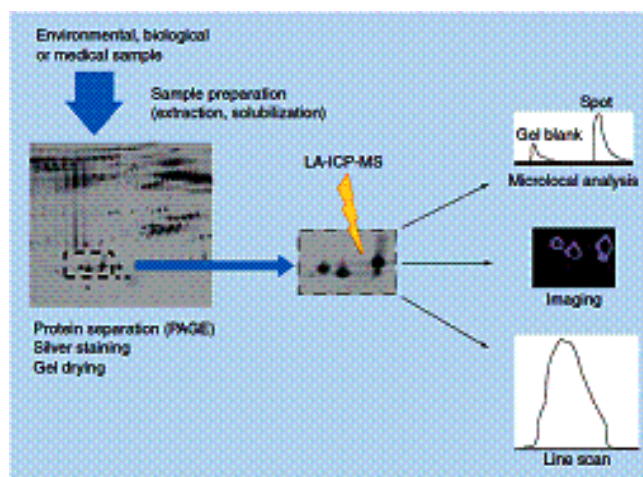 Environmental, biological
or medical sample
Sample preparation
(extraction, solubilization)
Spot
Gel blank
LA-ICP-MS
Microlocal analysis
Imaging
Protein separation (PAGE)
Silver staining
Gel drying
Line scan